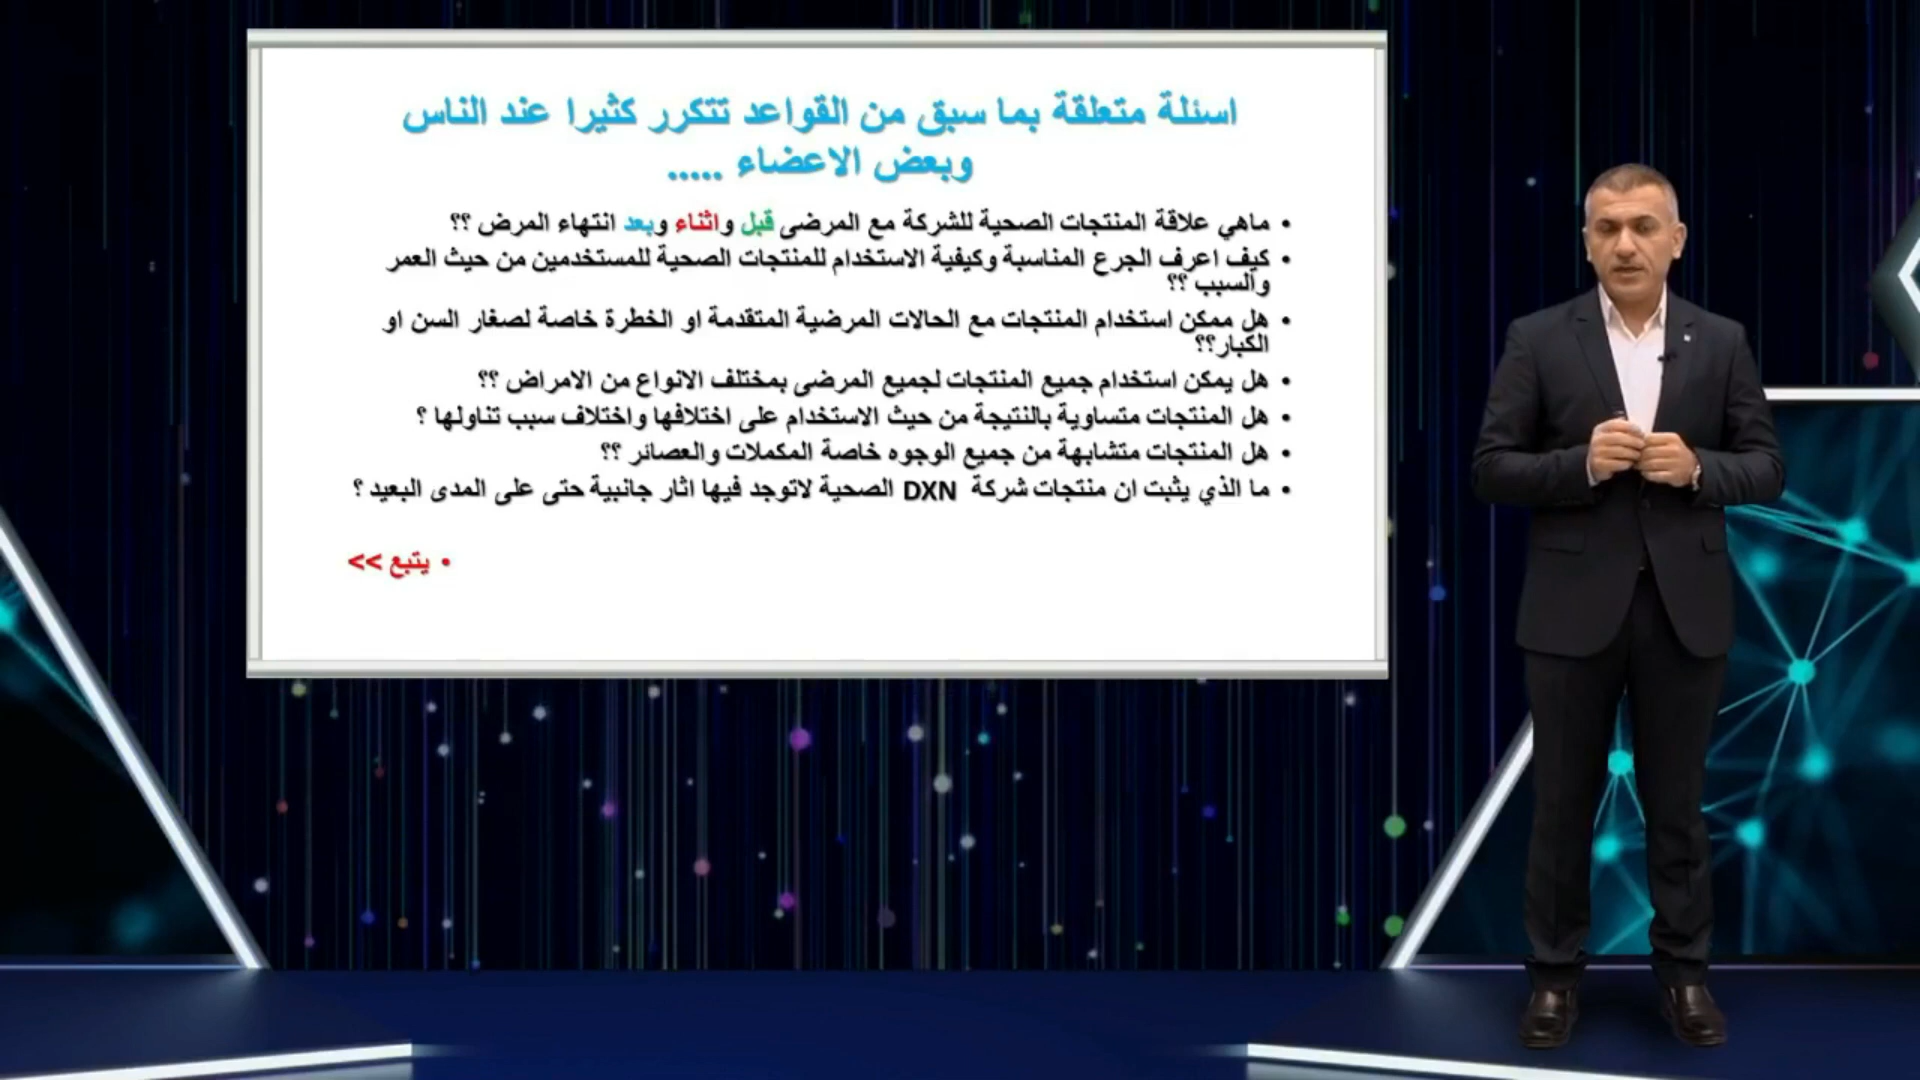 اسئلة متعلقة بما سبق من القواعد تتكرر كثيرا عند الناس
وبعض الاعضاء .....
• ماهي علاقة المنتجات الصحية للشركة مع المرضى قبل واثناء وبعد انتهاء المرض ؟؟
• كيف اعرف الجرع المناسبة وكيفية الاستخدام للمنتجات الصحية للمستخدمين من حيث العمر
والسبب ؟؟
• هل ممكن استخدام المنتجات مع الحالات المرضية المتقدمة او الخطرة خاصة لصغار السن او
الكبار؟؟
• هل يمكن استخدام جميع المنتجات لجميع المرضى بمختلف الانواع من الامراض ؟؟
• هل المنتجات متساوية بالنتيجة من حيث الاستخدام على اختلافها واختلاف سبب تناولها ؟
• هل المنتجات متشابهة من جميع الوجوه خاصة المكملات والعصائر ؟؟
• ما الذي يثبت ان منتجات شركة DXN الصحية لاتوجد فيها اثار جانبية حتى على المدى البعيد ؟
• يتبع >>